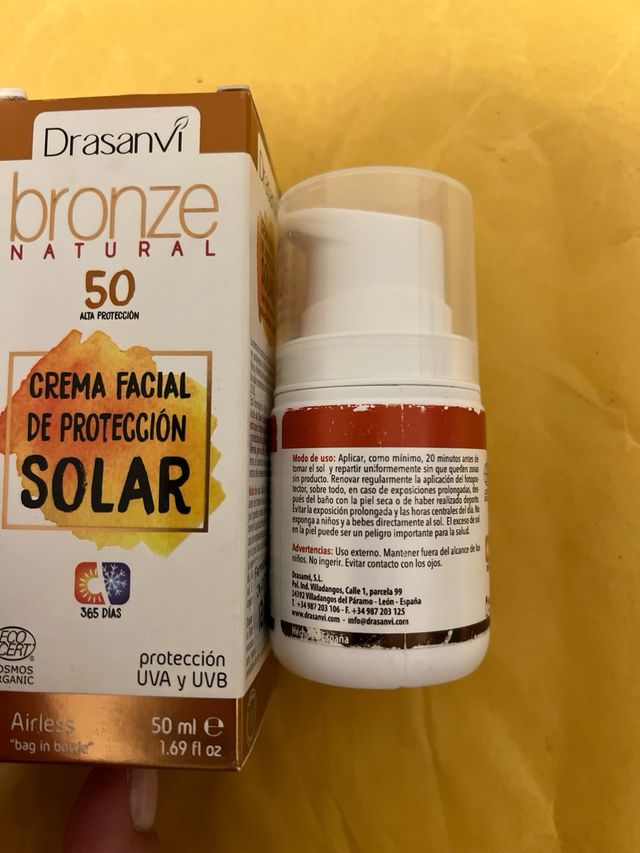 Drasanvi
bronze
NATURAL
50
ALTA PROTECCIÓN
CREMA FACIAL
DE PROTECCIÓN
SOLAR
365 DÍAS
ECO
CERT
COSMOS
ORGANIC
protección
UVA y UVB
Airless
"bag in bottle"
50 ml e
1.69 fl oz
Modo de uso: Aplicar, como mínimo, 20 minutos antes de
tomar el sol y repartir uniformemente sin que queden zonas
sin producto. Renovar regularmente la aplicación del fotopro
tector, sobre todo, en caso de exposiciones prolongadas, des
pués del baño con la piel seca o de haber realizado deporte.
Evitar la exposición prolongada y las horas centrales del día. No
exponga a niños y a bebes directamente al sol. El exceso de sol
en la piel puede ser un peligro importante para la salud.
Advertencias: Uso externo. Mantener fuera del alcance de los
niños. No ingerir. Evitar contacto con los ojos.
Drasanvi, S.L.
Pol. Ind. Villadangos, Calle 1, parcela 99
24392 Villadangos del Páramo - León - España
T. +34 987 203 106 - F. +34 987 203 125
www.drasanvi.com - info@drasanvi.com
Hecho en España